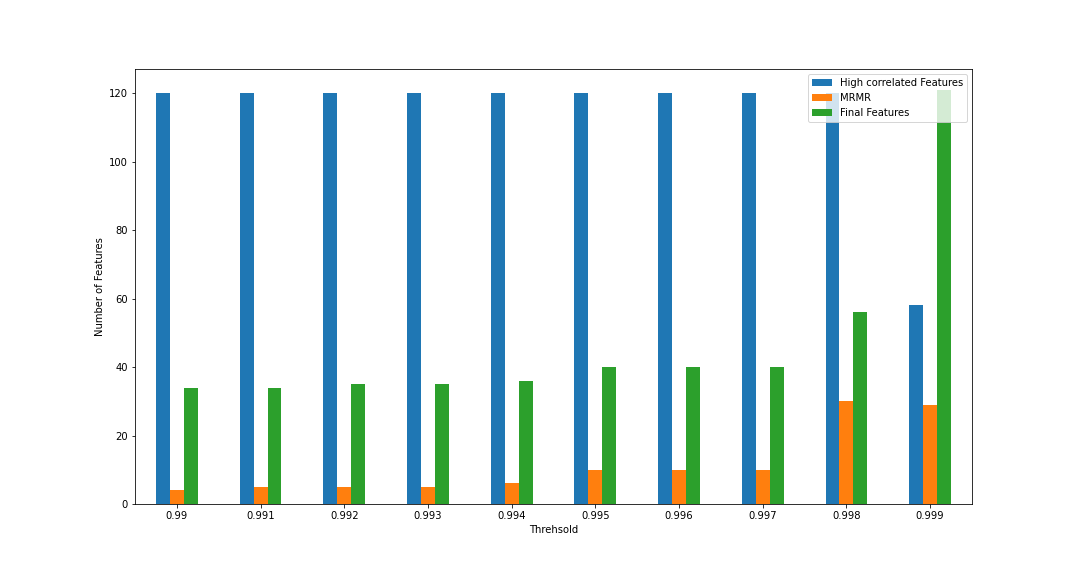 High correlated Features
MRMR
Final Features
120
100
80
60
40
20
0
Number of Features
0.99 0.991 0.992 0.993 0.994 0.995 0.996 0.997 0.998 0.999
Threhsold